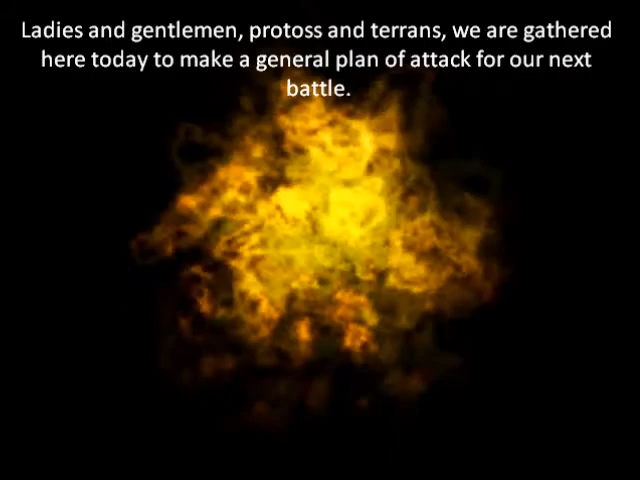 Ladies and gentlemen, protoss and terrans, we are gathered
here today to make a general plan of attack for our next
battle.